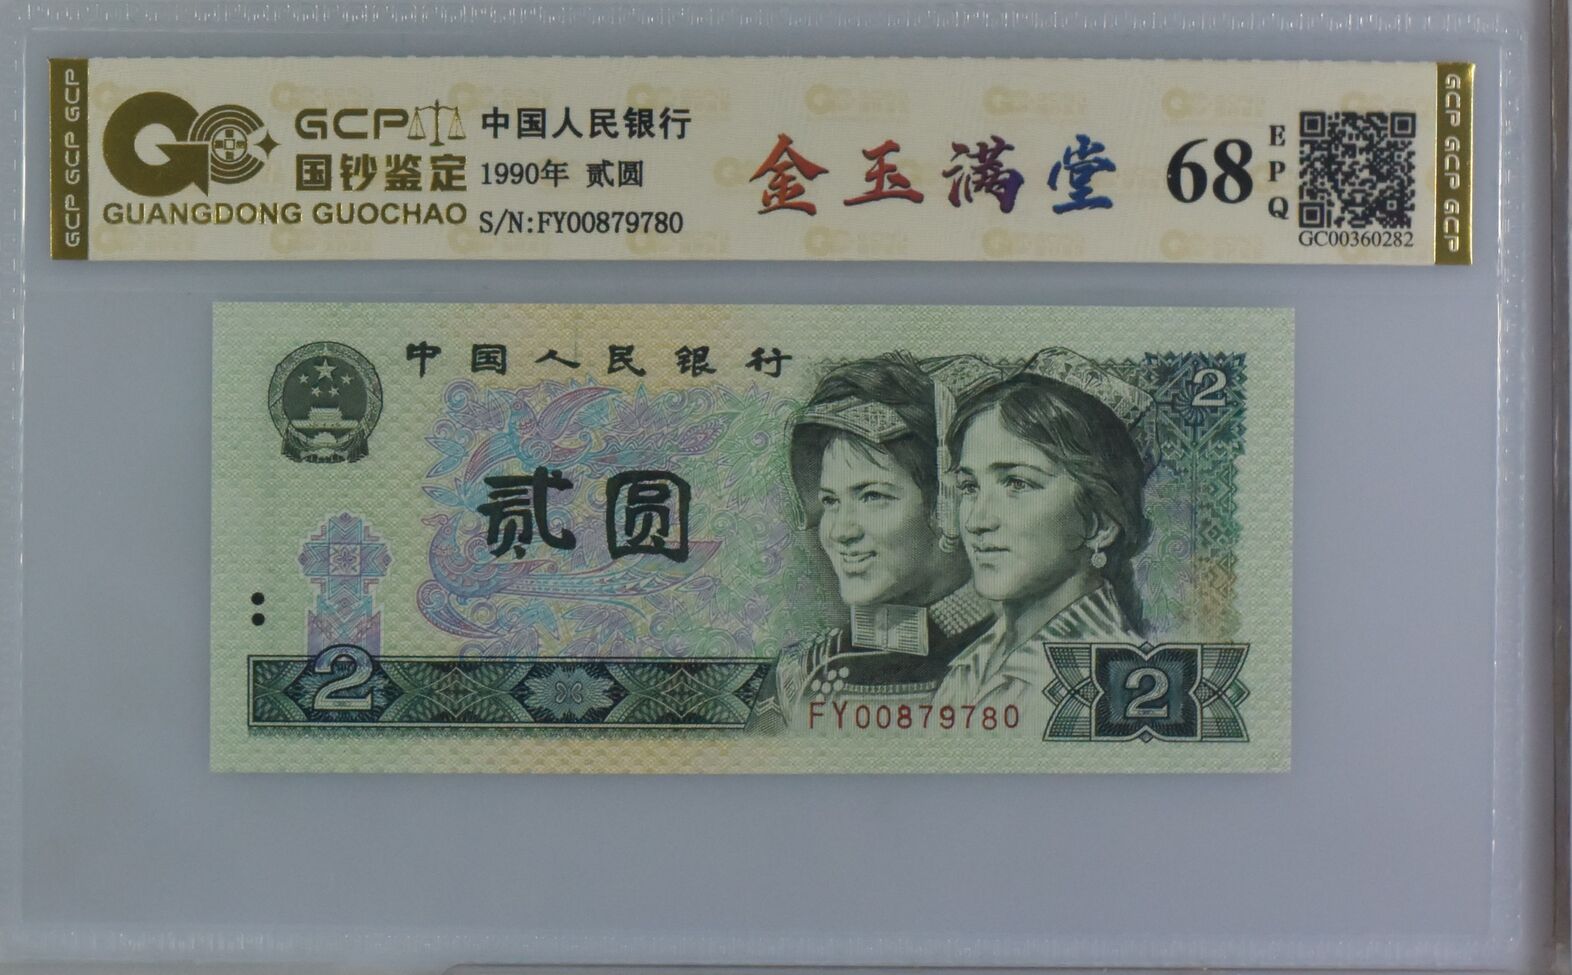 GCP GCP GCP
GCP
国钞鉴定
GUANGDONG GUOCHAO
中国人民银行
1990年 贰圆
S/N:FY00879780
金玉满堂
68
EPQ
GC00360282
GCP GCP GCP
中国人民银行
2
贰圆
2
FY00879780
2